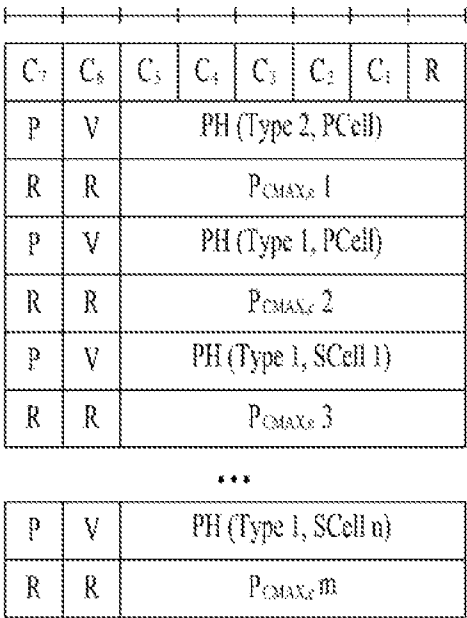 C7 C6 C5 C4 C3 C2 C1 R
P V PH (Type 2, PCell)
R R PCMAX,c 1
P V PH (Type 1, PCell)
R R PCMAX,c 2
P V PH (Type 1, SCell 1)
R R PCMAX,c 3
...
P V PH (Type 1, SCell n)
R R PCMAX,c m